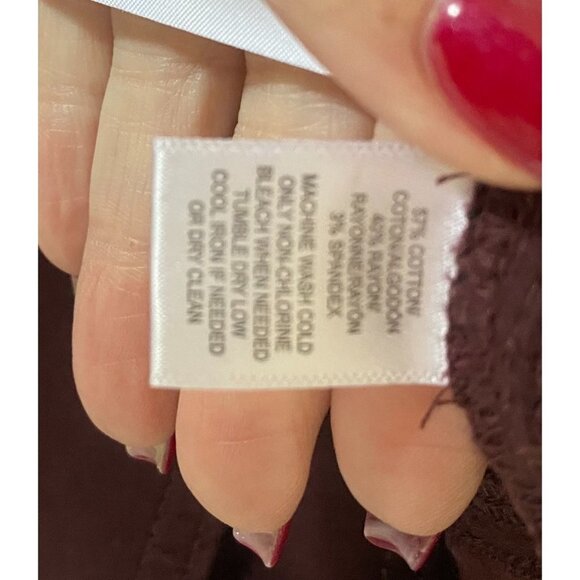 57% COTTON/
COTON/ALGODON
40% RAYON/
RAYONNE/RAYON
3% SPANDEX
MACHINE WASH COLD
ONLY NON-CHLORINE
BLEACH WHEN NEEDED
TUMBLE DRY LOW
COOL IRON IF NEEDED
OR DRY CLEAN